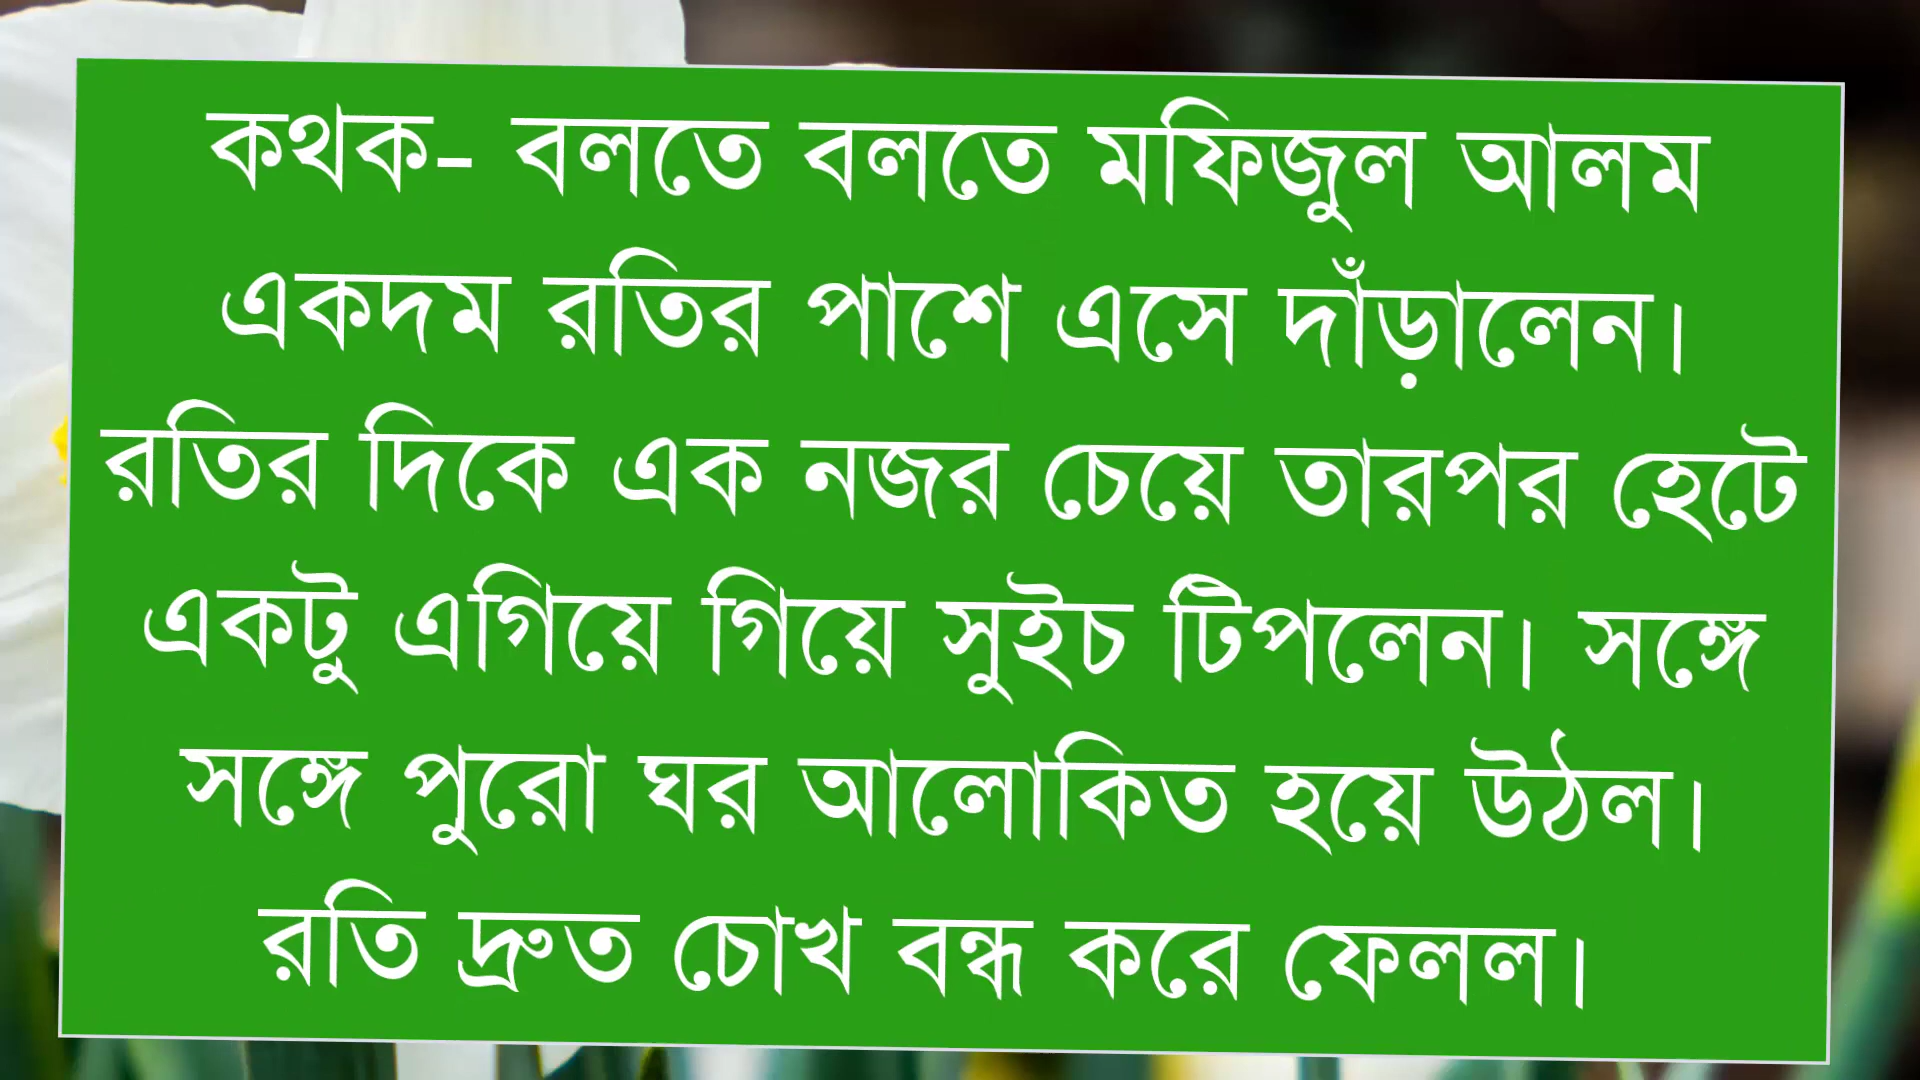 কথক- বলতে বলতে মফিজুল আলম
একদম রতির পাশে এসে দাঁড়ালেন।
রতির দিকে এক নজর চেয়ে তারপর হেটে
একটু এগিয়ে গিয়ে সুইচ টিপলেন। সঙ্গে
সঙ্গে পুরো ঘর আলোকিত হয়ে উঠল।
রতি দ্রুত চোখ বন্ধ করে ফেলল।